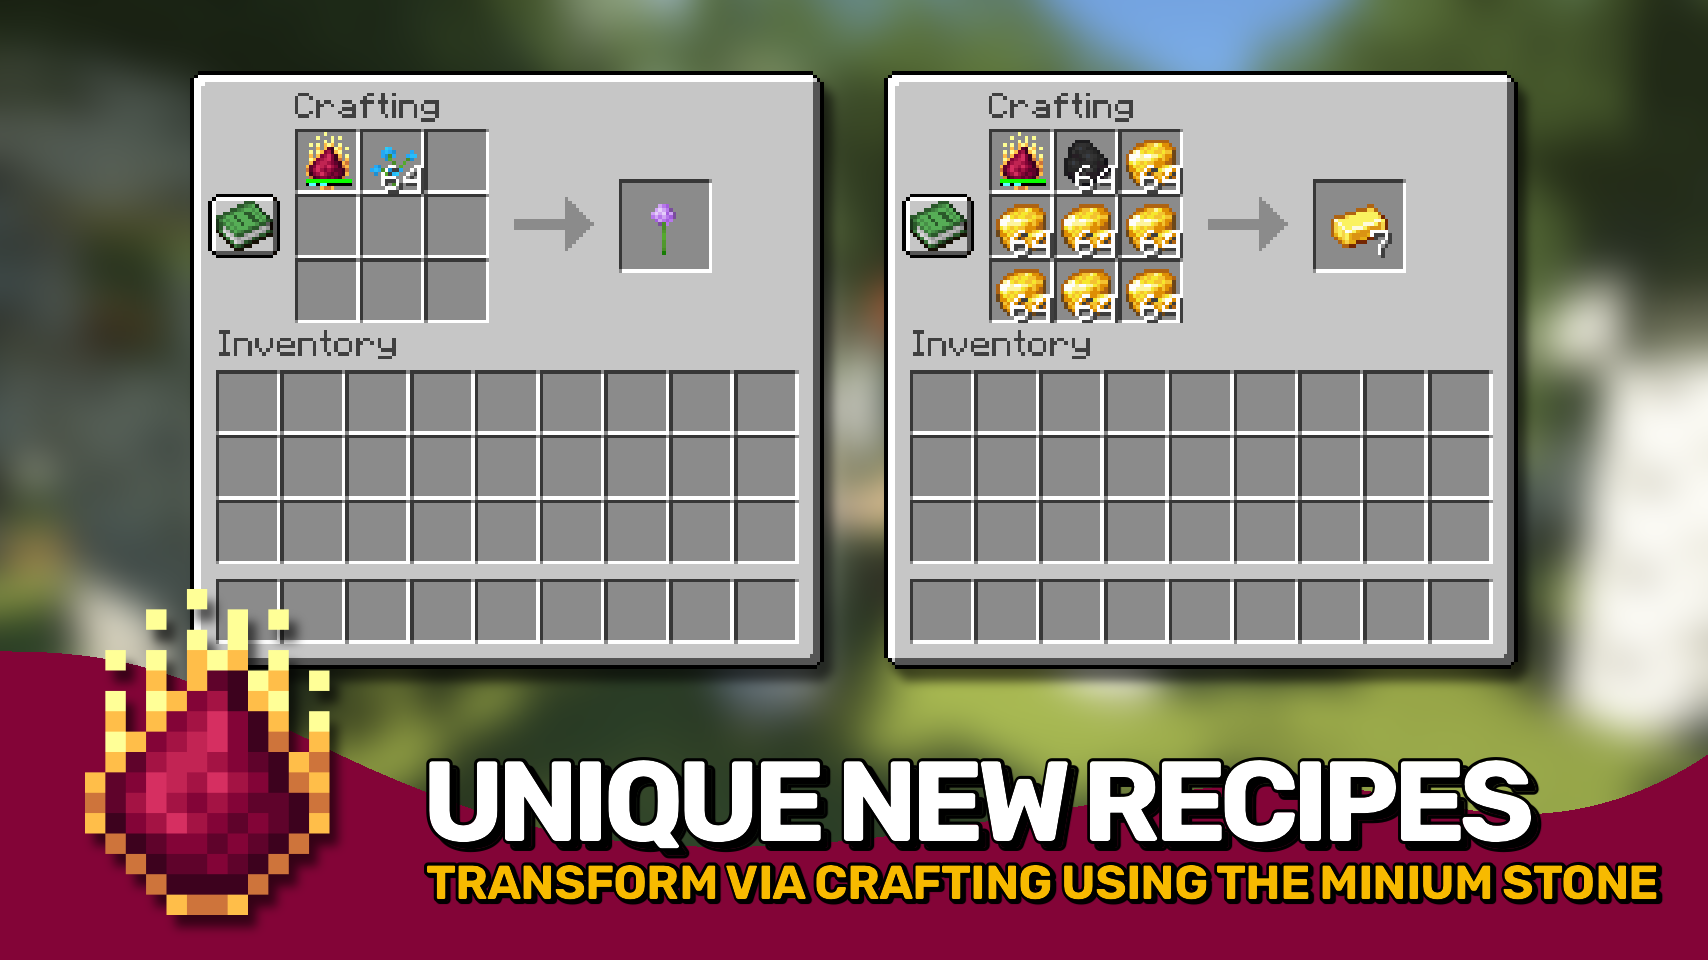 Crafting
64
Inventory
Crafting
64 64
64 64 64
64 64 64
7
Inventory
UNIQUE NEW RECIPES
TRANSFORM VIA CRAFTING USING THE MINIUM STONE